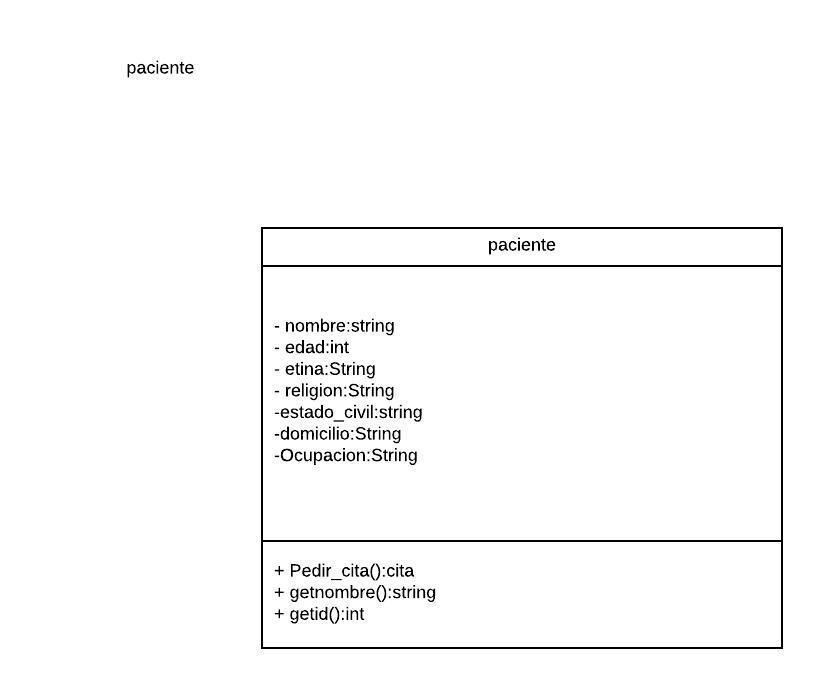 paciente
paciente
- nombre:string
- edad:int
- etina:String
- religion:String
-estado_civil:string
-domicilio:String
-Ocupacion:String
+ Pedir_cita():cita
+ getnombre():string
+ getid():int